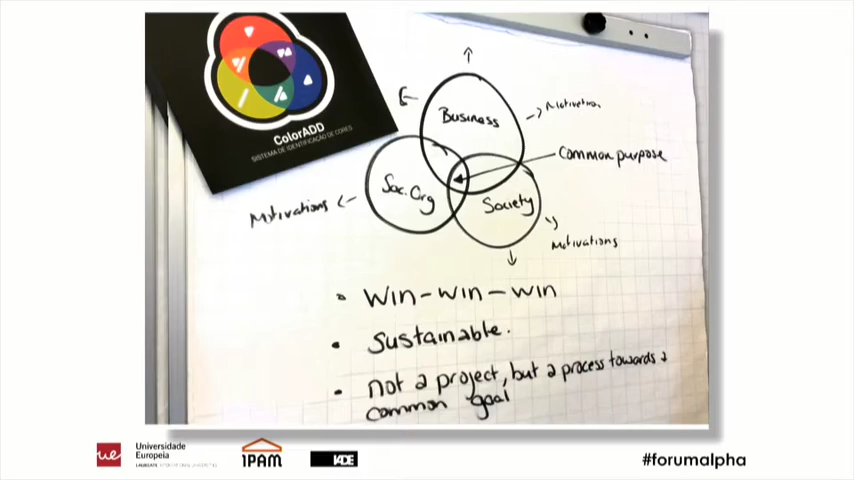 ColorADD
SISTEMA DE IDENTIFICAÇÃO DE CORES
Business
Motivation
Common purpose
Soc. Org
Society
Motivations
Motivations
• Win-win-win
• Sustainable.
• not a project, but a process towards a
common goal
ue
Universidade
Europeia
IPAM
IADE
#forumalpha